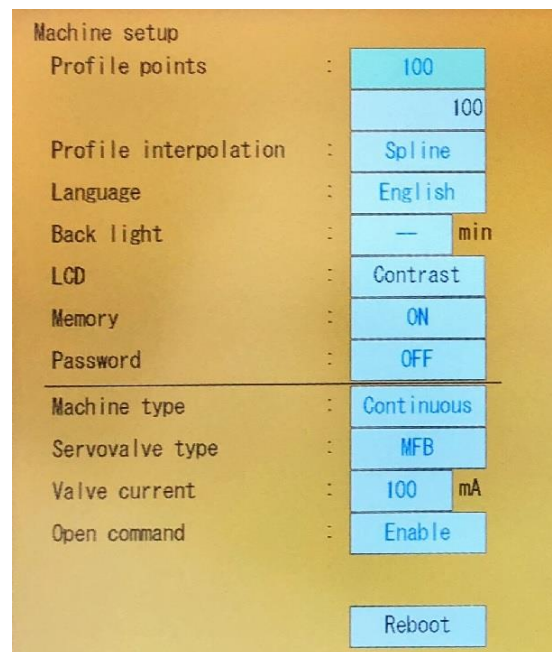 Machine setup
Profile points : 100
100
Profile interpolation : Spline
Language : English
Back light : -- min
LCD : Contrast
Memory : ON
Password : OFF
Machine type : Continuous
Servovalve type : MFB
Valve current : 100 mA
Open command : Enable
Reboot